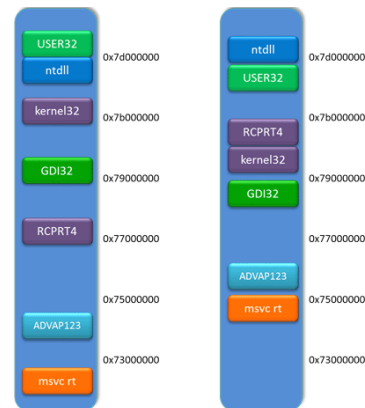 USER32
0x7d000000
ntdll
kernel32
0x7b000000
GDI32
0x79000000
RCPRT4
0x77000000
0x75000000
ADVAP123
0x73000000
msvc rt
ntdll
0x7d000000
USER32
0x7b000000
RCPRT4
kernel32
0x79000000
GDI32
0x77000000
ADVAP123
0x75000000
msvc rt
0x73000000